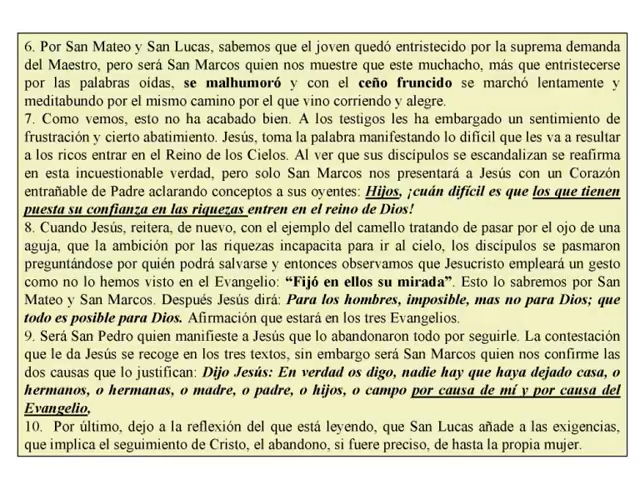 6. Por San Mateo y San Lucas, sabemos que el joven quedó entristecido por la suprema demanda
del Maestro, pero será San Marcos quien nos muestre que este muchacho, más que entristecerse
por las palabras oídas, se malhumoró y con el ceño fruncido se marchó lentamente y
meditabundo por el mismo camino por el que vino corriendo y alegre.
7. Como vemos, esto no ha acabado bien. A los testigos les ha embargado un sentimiento de
frustración y cierto abatimiento. Jesús, toma la palabra manifestando lo difícil que les va a resultar
a los ricos entrar en el Reino de los Cielos. Al ver que sus discípulos se escandalizan se reafirma
en esta incuestionable verdad, pero solo San Marcos nos presentará a Jesús con un Corazón
entrañable de Padre aclarando conceptos a sus oyentes: Hijos, ¡cuán difícil es que los que tienen
puesta su confianza en las riquezas entren en el reino de Dios!
8. Cuando Jesús, reitera, de nuevo, con el ejemplo del camello tratando de pasar por el ojo de una
aguja, que la ambición por las riquezas incapacita para ir al cielo, los discípulos se pasmaron
preguntándose por quién podrá salvarse y entonces observamos que Jesucristo empleará un gesto
como no lo hemos visto en el Evangelio: “Fijó en ellos su mirada”. Esto lo sabremos por San
Mateo y San Marcos. Después Jesús dirá: Para los hombres, imposible, mas no para Dios; que
todo es posible para Dios. Afirmación que estará en los tres Evangelios.
9. Será San Pedro quien manifieste a Jesús que lo abandonaron todo por seguirle. La contestación
que le da Jesús se recoge en los tres textos, sin embargo será San Marcos quien nos confirme las
dos causas que lo justifican: Dijo Jesús: En verdad os digo, nadie hay que haya dejado casa, o
hermanos, o hermanas, o madre, o padre, o hijos, o campo por causa de mí y por causa del
Evangelio,
10. Por último, dejo a la reflexión del que está leyendo, que San Lucas añade a las exigencias,
que implica el seguimiento de Cristo, el abandono, si fuere preciso, de hasta la propia mujer.